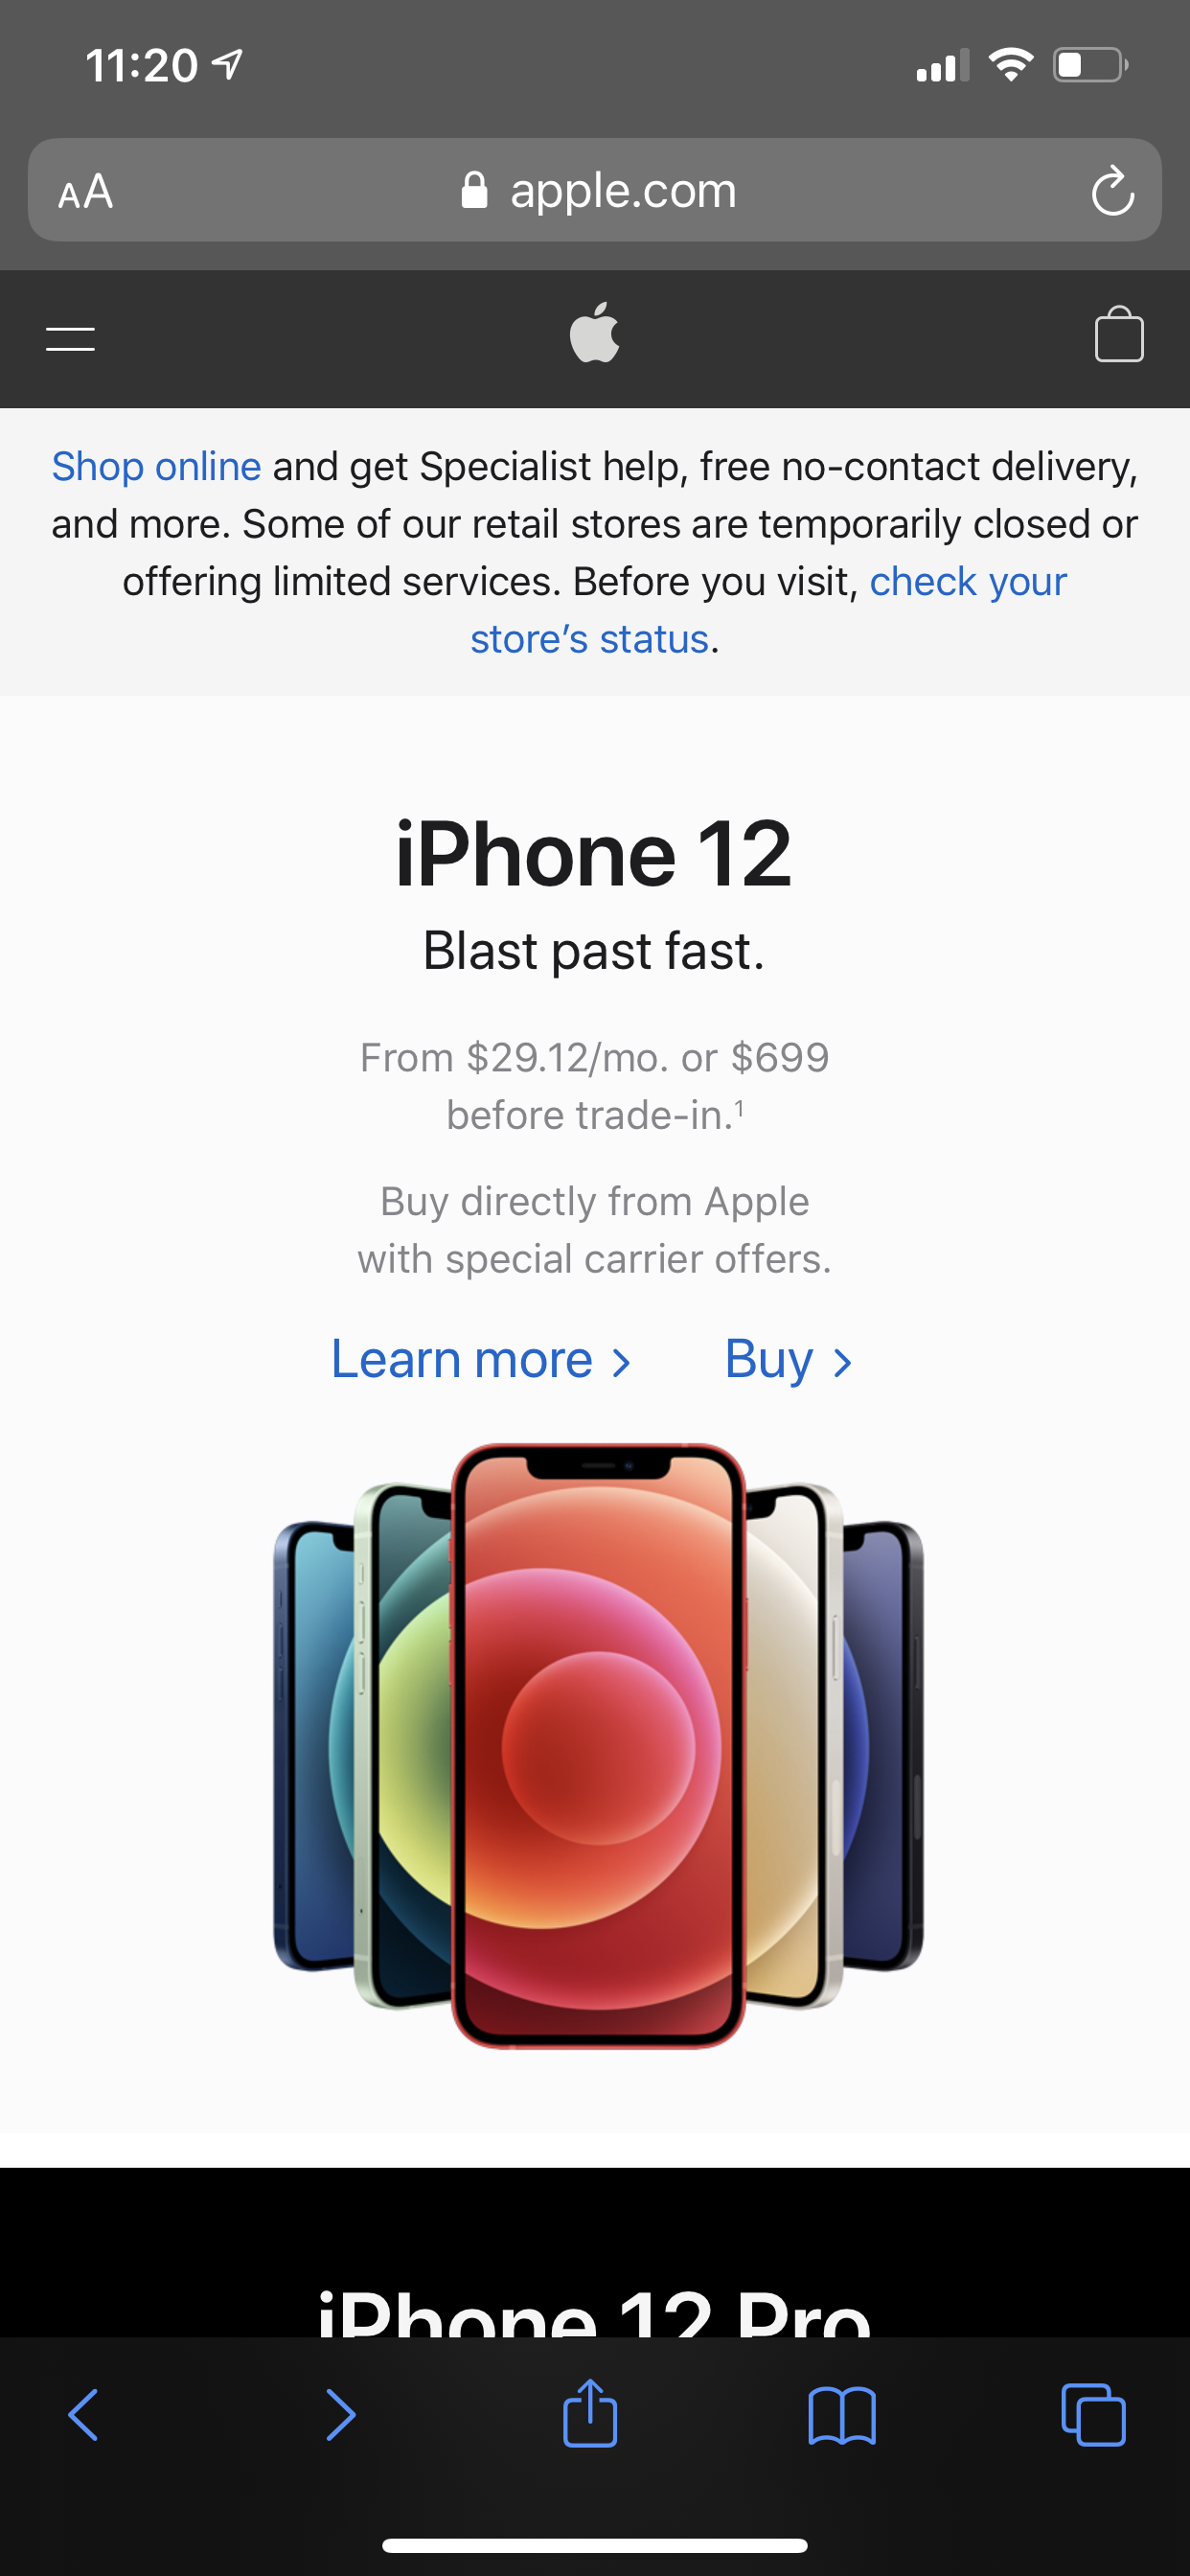 11:20
AA
apple.com
Shop online and get Specialist help, free no-contact delivery,
and more. Some of our retail stores are temporarily closed or
offering limited services. Before you visit, check your
store’s status.
iPhone 12
Blast past fast.
From $29.12/mo. or $699
before trade-in.¹
Buy directly from Apple
with special carrier offers.
Learn more >
Buy >
iPhone 12 Pro